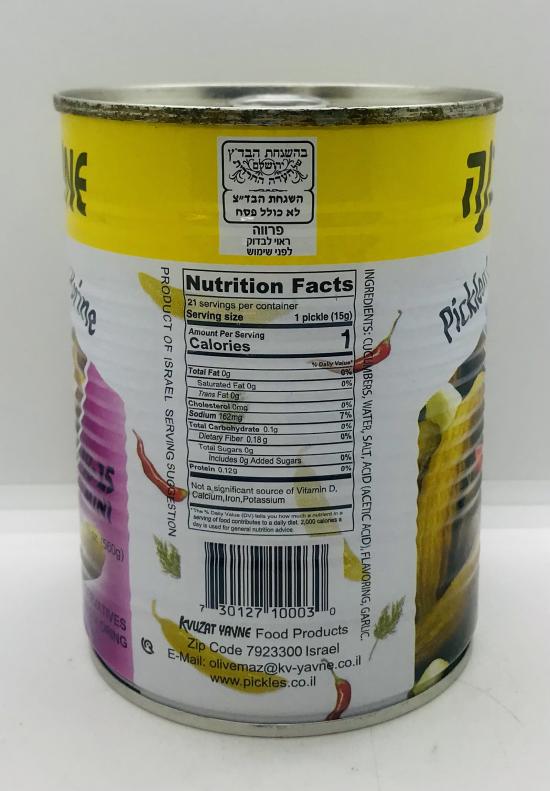 בהשגחת הבד"ץ
ירושלם
השגחת הבד"צ
לא כולל פסח
פרווה
ראוי לבדוק
לפני שימוש
NE
נה
Brine
PRODUCT OF ISRAEL SERVING SUGGESTION
Nutrition Facts
21 servings per container
Serving size 1 pickle (15g)
Amount Per Serving
Calories 1
% Daily Value*
Total Fat 0g 0%
Saturated Fat 0g 0%
Trans Fat 0g
Cholesterol 0mg 0%
Sodium 162mg 7%
Total Carbohydrate 0.1g 0%
Dietary Fiber 0.18g 0%
Total Sugars 0g
Includes 0g Added Sugars 0%
Protein 0.12g 0%
Not a significant source of Vitamin D,
Calcium,Iron,Potassium
*The % Daily Value (DV) tells you how much a nutrient in a
serving of food contributes to a daily diet. 2,000 calories a
day is used for general nutrition advice.
INGREDIENTS: CUCUMBERS, WATER, SALT, ACID (ACETIC ACID), FLAVORING, GARLIC.
(560g)
7 30127 10003 0
KVUZAT YAVNE Food Products
Zip Code 7923300 Israel
E-Mail: olivemaz@kv-yavne.co.il
www.pickles.co.il